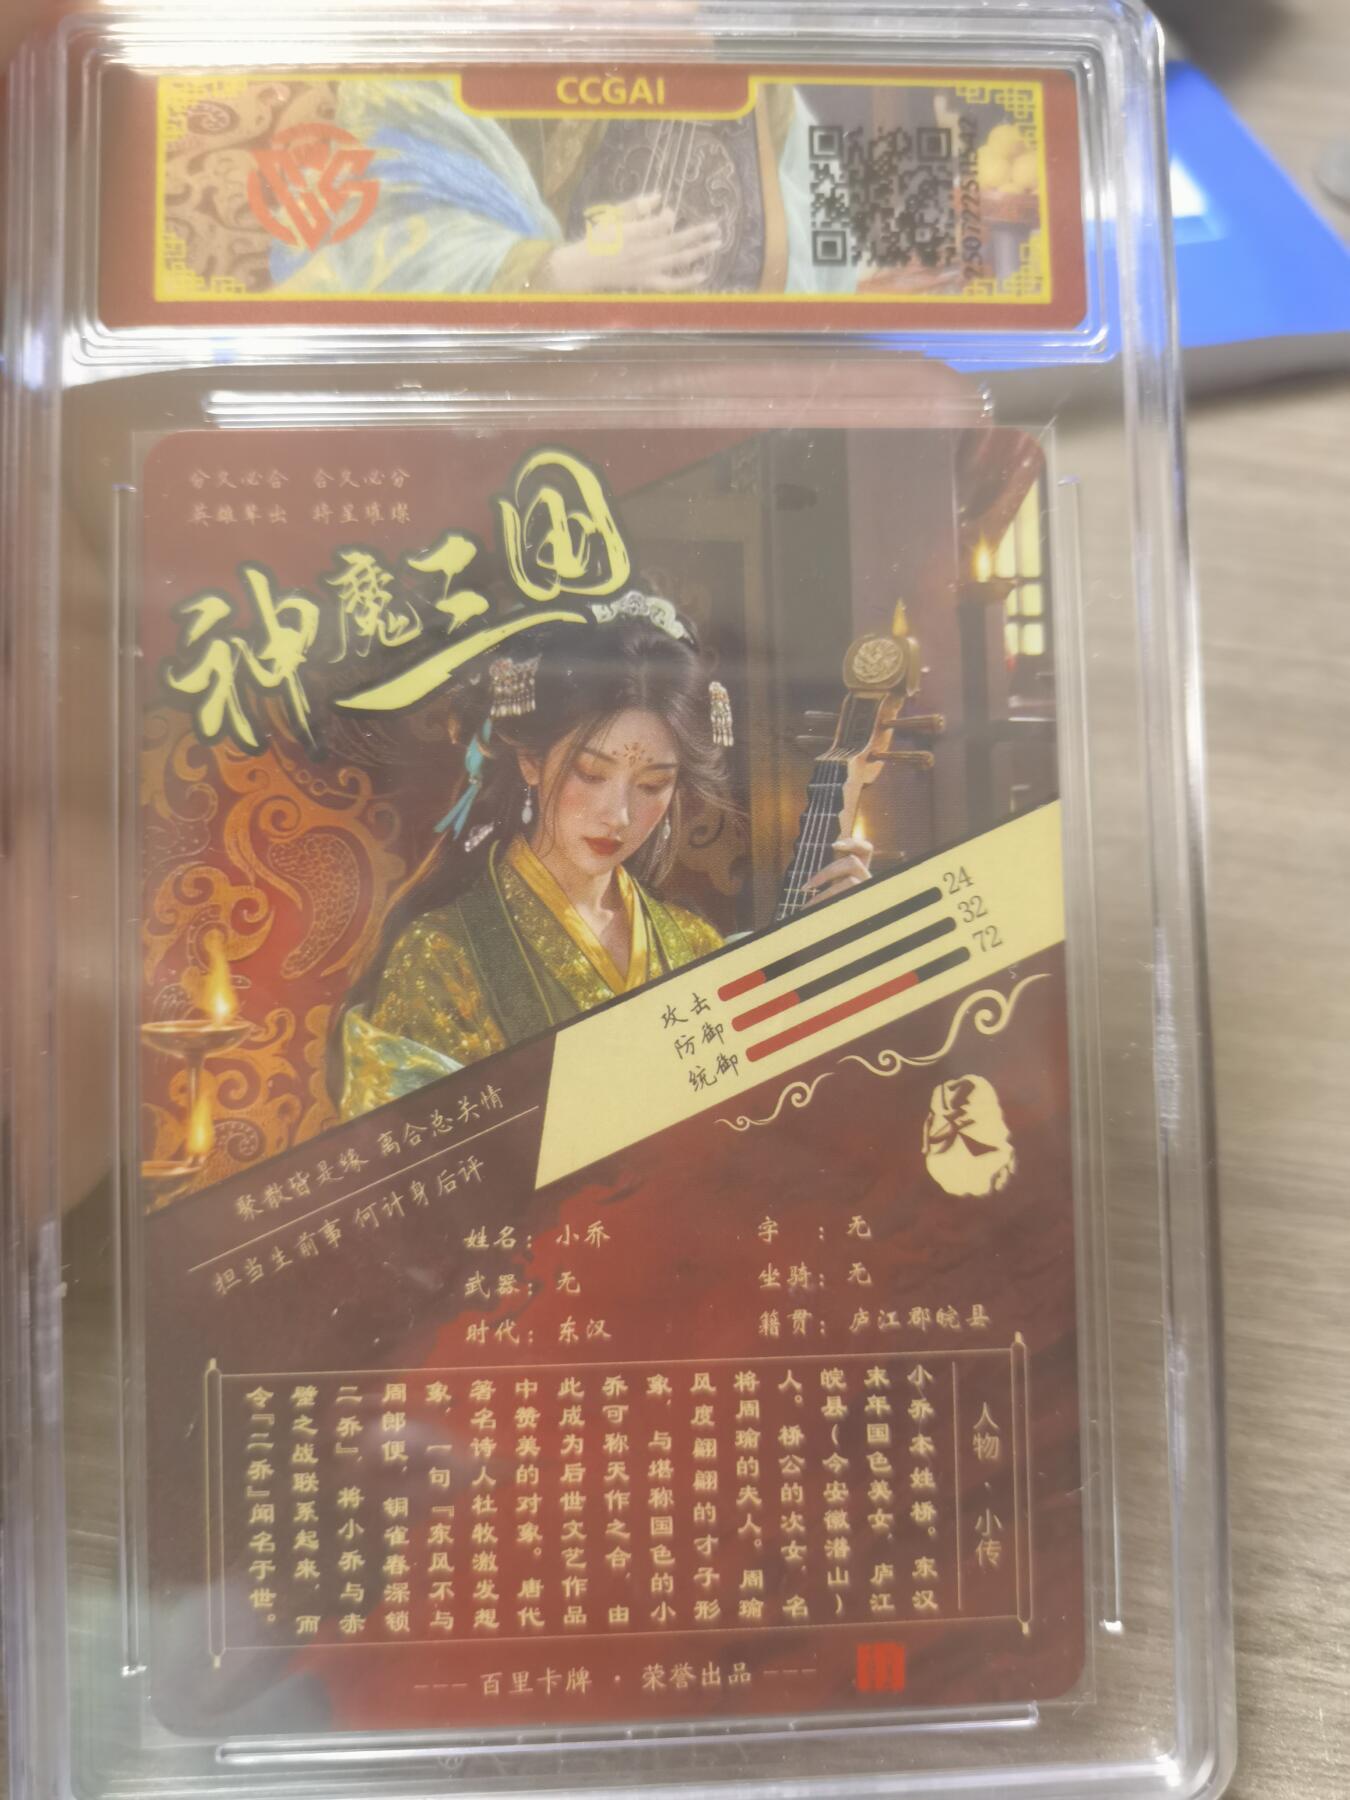 CCGAI
分久必合 合久必分
英雄辈出 将星璀璨
神魔三国
攻击 24
防御 32
统御 72
聚散皆是缘 离合总关情
担当生前事 何计身后评
吴
姓名：小乔 字：无
武器：无 坐骑：无
时代：东汉 籍贯：庐江郡皖县
人物·小传
小乔本姓桥。东汉
末年国色美女，庐江
皖县(今安徽潜山)
人。桥公的次女，名
将周瑜的夫人。周瑜
风度翩翩的才子形
象，与堪称国色的小
乔可称天作之合，由
此成为后世文艺作品
中赞美的对象。唐代
著名诗人杜牧激发想
象，一句『东风不与
周郎便，铜雀春深锁
二乔』，将小乔与赤
壁之战联系起来，而
令『二乔』闻名于世。
--- 百里卡牌 · 荣誉出品 ---